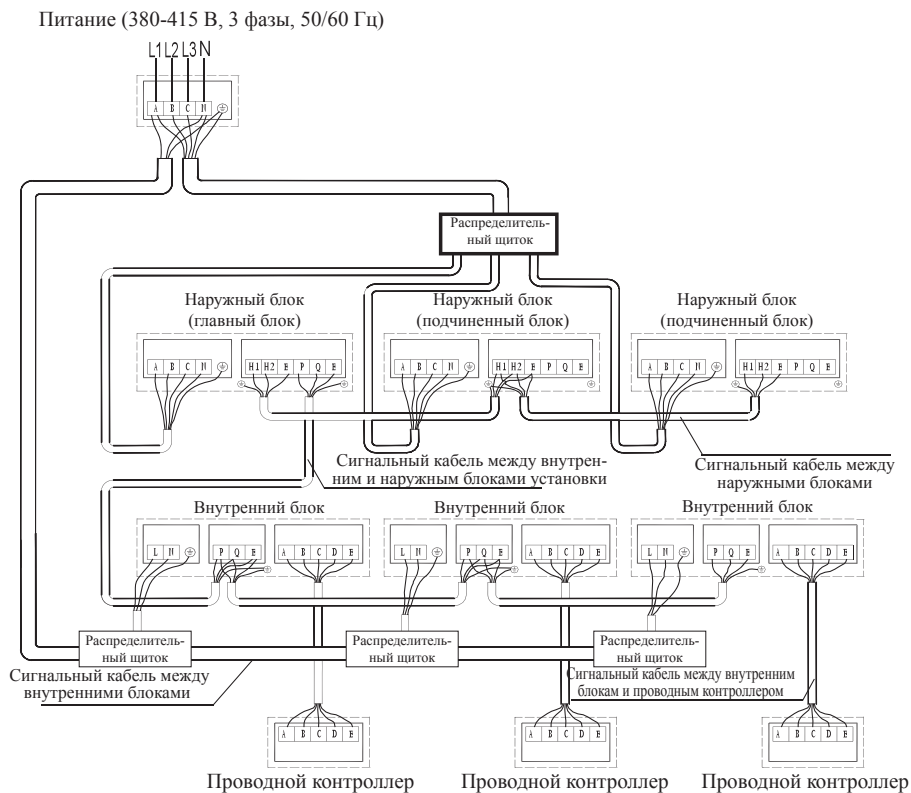 Питание (380-415 В, 3 фазы, 50/60 Гц)
L1 L2 L3 N
A B C N
Распределитель-
ный щиток
Наружный блок
(главный блок)
Наружный блок
(подчиненный блок)
Наружный блок
(подчиненный блок)
A B C N
H1 H2 E P Q E
A B C N
H1 H2 E P Q E
A B C N
H1 H2 E P Q E
Сигнальный кабель между внутрен-
ним и наружным блоками установки
Сигнальный кабель между
наружными блоками
Внутренний блок
Внутренний блок
Внутренний блок
L N
P Q E
A B C D E
L N
P Q E
A B C D E
L N
P Q E
A B C D E
Распределитель-
ный щиток
Распределитель-
ный щиток
Распределитель-
ный щиток
Сигнальный кабель между
внутренними блоками
Сигнальный кабель между внутренним
блокам и проводным контроллером
A B C D E
A B C D E
A B C D E
Проводной контроллер
Проводной контроллер
Проводной контроллер